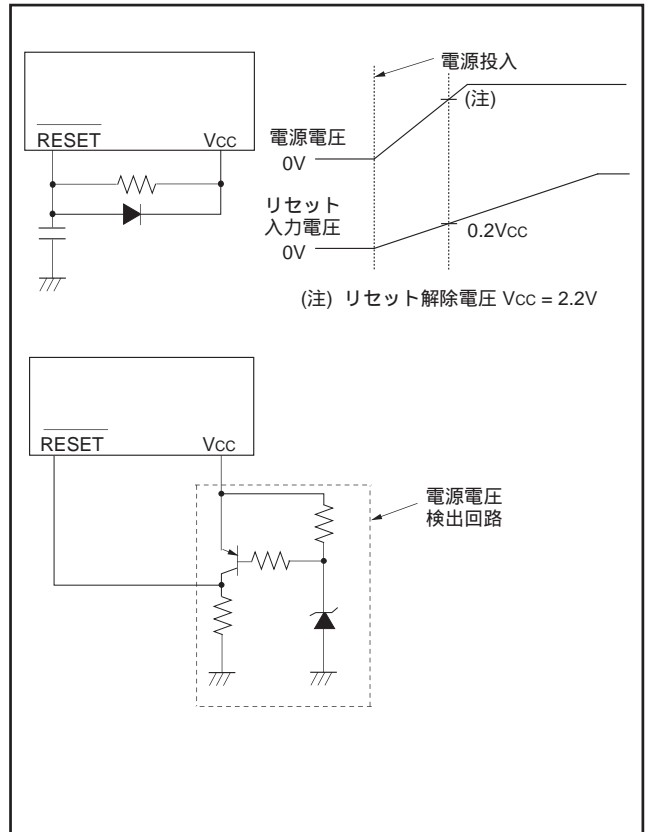 RESET
Vcc
電源投入
(注)
電源電圧
0V
リセット
入力電圧
0V
0.2Vcc
(注) リセット解除電圧 Vcc = 2.2V
RESET
Vcc
電源電圧
検出回路